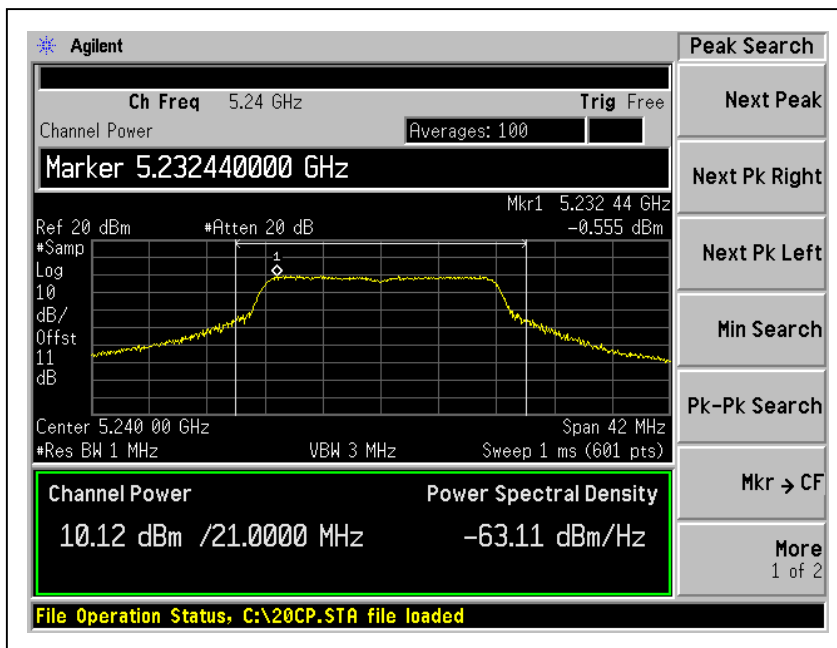 Agilent
Peak Search
Ch Freq 5.24 GHz Trig Free
Channel Power Averages: 100
Marker 5.232440000 GHz
Mkr1 5.232 44 GHz
Ref 20 dBm #Atten 20 dB -0.555 dBm
#Samp
Log
10
dB/
Offst
11
dB
1
Center 5.240 00 GHz Span 42 MHz
#Res BW 1 MHz VBW 3 MHz Sweep 1 ms (601 pts)
Channel Power Power Spectral Density
10.12 dBm /21.0000 MHz -63.11 dBm/Hz
File Operation Status, C:\20CP.STA file loaded
Next Peak
Next Pk Right
Next Pk Left
Min Search
Pk-Pk Search
Mkr → CF
More
1 of 2